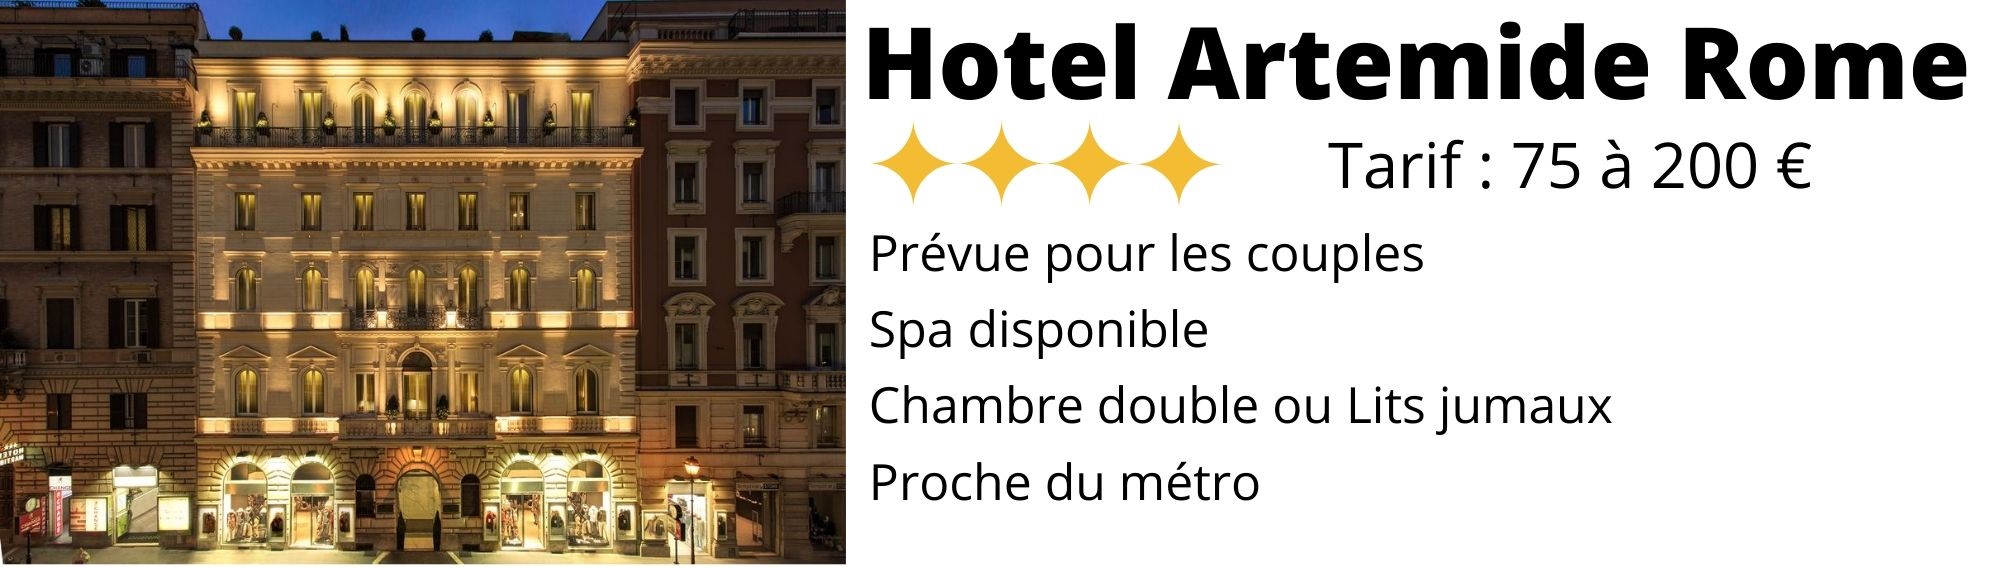 Hotel Artemide Rome
Tarif : 75 à 200 €
Prévue pour les couples
Spa disponible
Chambre double ou Lits jumaux
Proche du métro
CHANGE